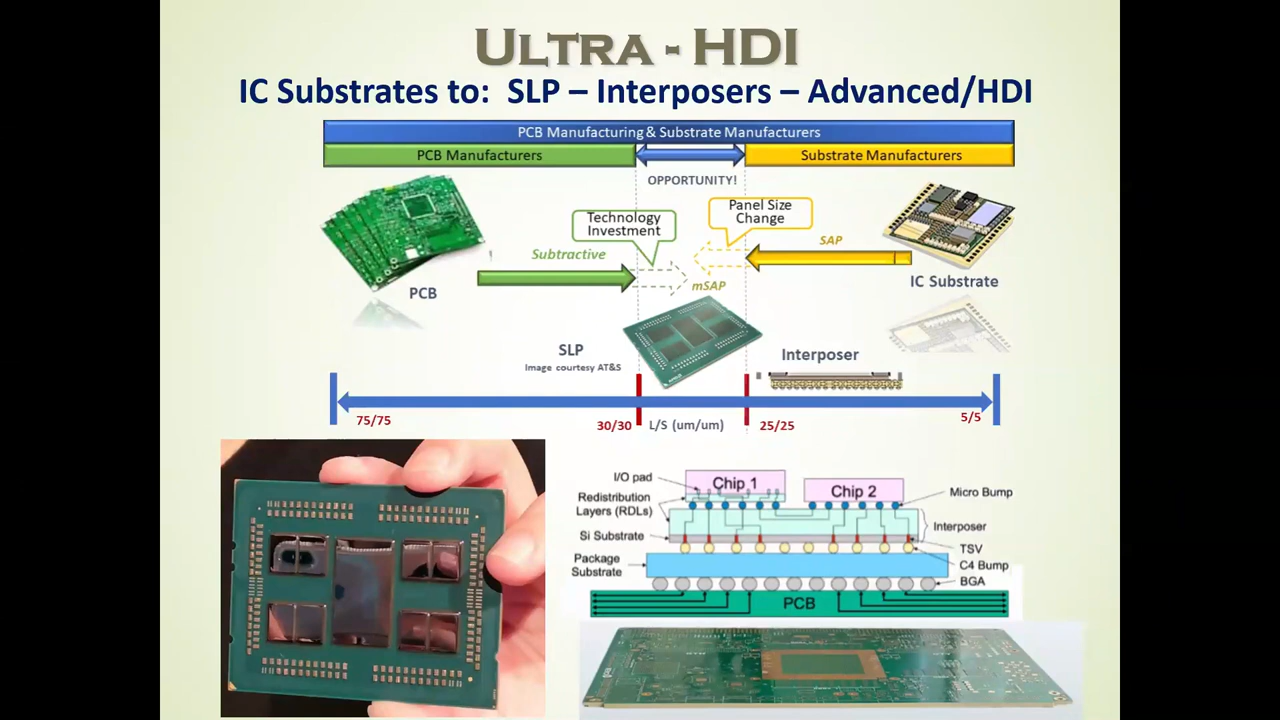 ULTRA - HDI
IC Substrates to: SLP – Interposers – Advanced/HDI
PCB Manufacturing & Substrate Manufacturers
PCB Manufacturers
Substrate Manufacturers
OPPORTUNITY!
Technology
Investment
Panel Size
Change
Subtractive
SAP
mSAP
PCB
IC Substrate
SLP
Image courtesy AT&S
Interposer
75/75
30/30
L/S (um/um)
25/25
5/5
I/O pad
Chip 1
Chip 2
Micro Bump
Redistribution
Layers (RDLs)
Interposer
Si Substrate
TSV
Package
Substrate
C4 Bump
BGA
PCB